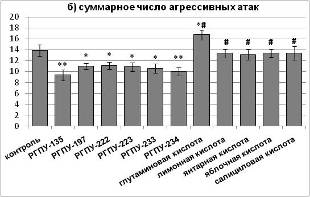 б) суммарное число агрессивных атак
20
18
16
14
12
10
8
6
4
2
0
** * * * * ** *# # # # #
контроль
РГПУ-135
РГПУ-197
РГПУ-222
РГПУ-223
РГПУ-233
РГПУ-234
глутаминовая кислота
лимонная кислота
янтарная кислота
яблочная кислота
салициловая кислота